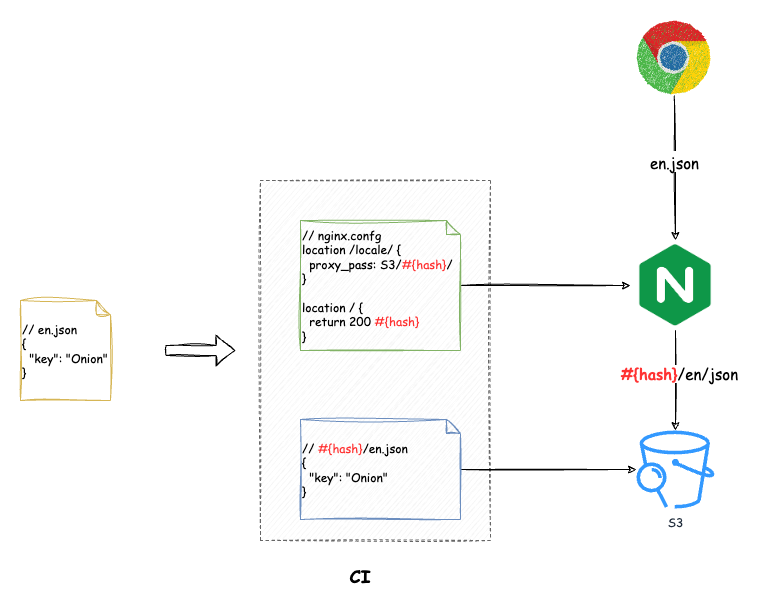 en.json
// nginx.confg
location /locale/ {
proxy_pass: S3/#{hash}/
}
location / {
return 200 #{hash}
}
N
// en.json
{
"key": "Onion"
}
#{hash}/en/json
// #{hash}/en.json
{
"key": "Onion"
}
S3
CI